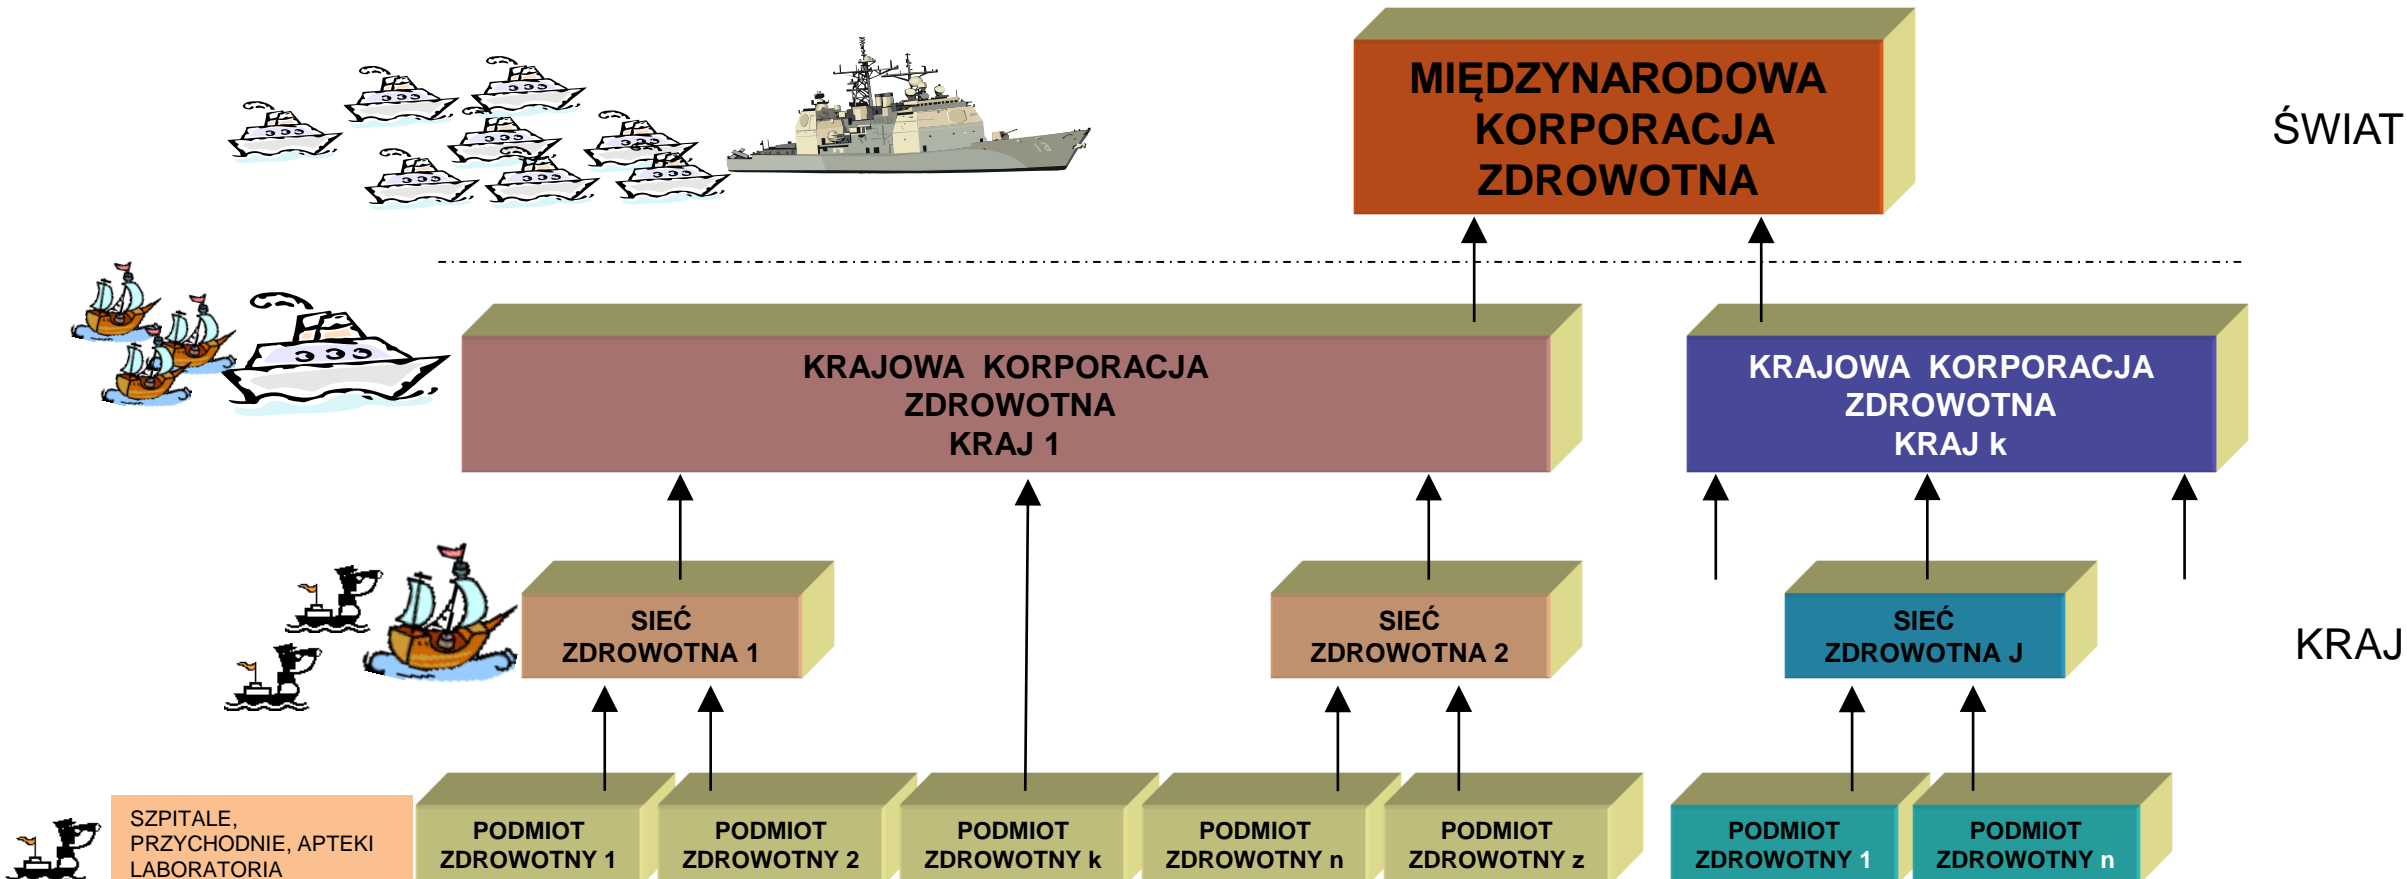 MIĘDZYNARODOWA
KORPORACJA
ZDROWOTNA
ŚWIAT
KRAJOWA KORPORACJA
ZDROWOTNA
KRAJ 1
KRAJOWA KORPORACJA
ZDROWOTNA
KRAJ k
SIEĆ
ZDROWOTNA 1
SIEĆ
ZDROWOTNA 2
SIEĆ
ZDROWOTNA J
KRAJ
SZPITALE,
PRZYCHODNIE, APTEKI
LABORATORIA
PODMIOT
ZDROWOTNY 1
PODMIOT
ZDROWOTNY 2
PODMIOT
ZDROWOTNY k
PODMIOT
ZDROWOTNY n
PODMIOT
ZDROWOTNY z
PODMIOT
ZDROWOTNY 1
PODMIOT
ZDROWOTNY n